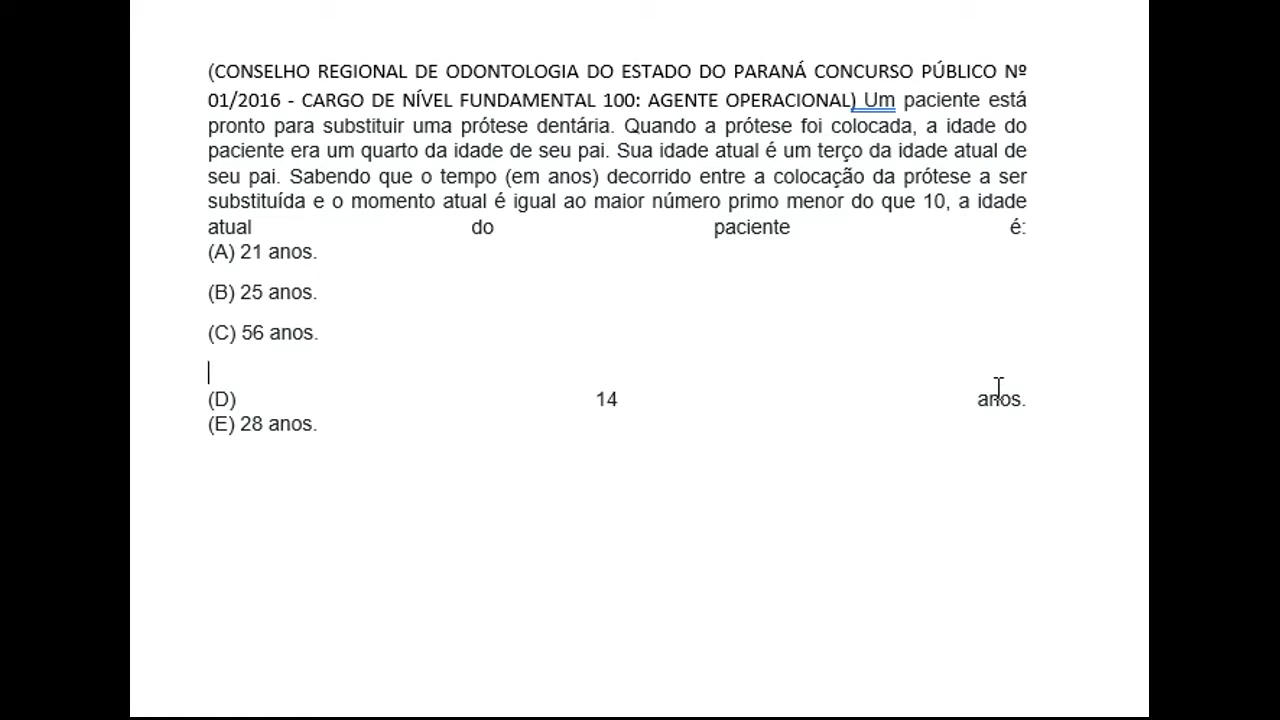 (CONSELHO REGIONAL DE ODONTOLOGIA DO ESTADO DO PARANÁ CONCURSO PÚBLICO Nº
01/2016 - CARGO DE NÍVEL FUNDAMENTAL 100: AGENTE OPERACIONAL) Um paciente está
pronto para substituir uma prótese dentária. Quando a prótese foi colocada, a idade do
paciente era um quarto da idade de seu pai. Sua idade atual é um terço da idade atual de
seu pai. Sabendo que o tempo (em anos) decorrido entre a colocação da prótese a ser
substituída e o momento atual é igual ao maior número primo menor do que 10, a idade
atual do paciente é:
(A) 21 anos.
(B) 25 anos.
(C) 56 anos.
(D) 14 anos.
(E) 28 anos.